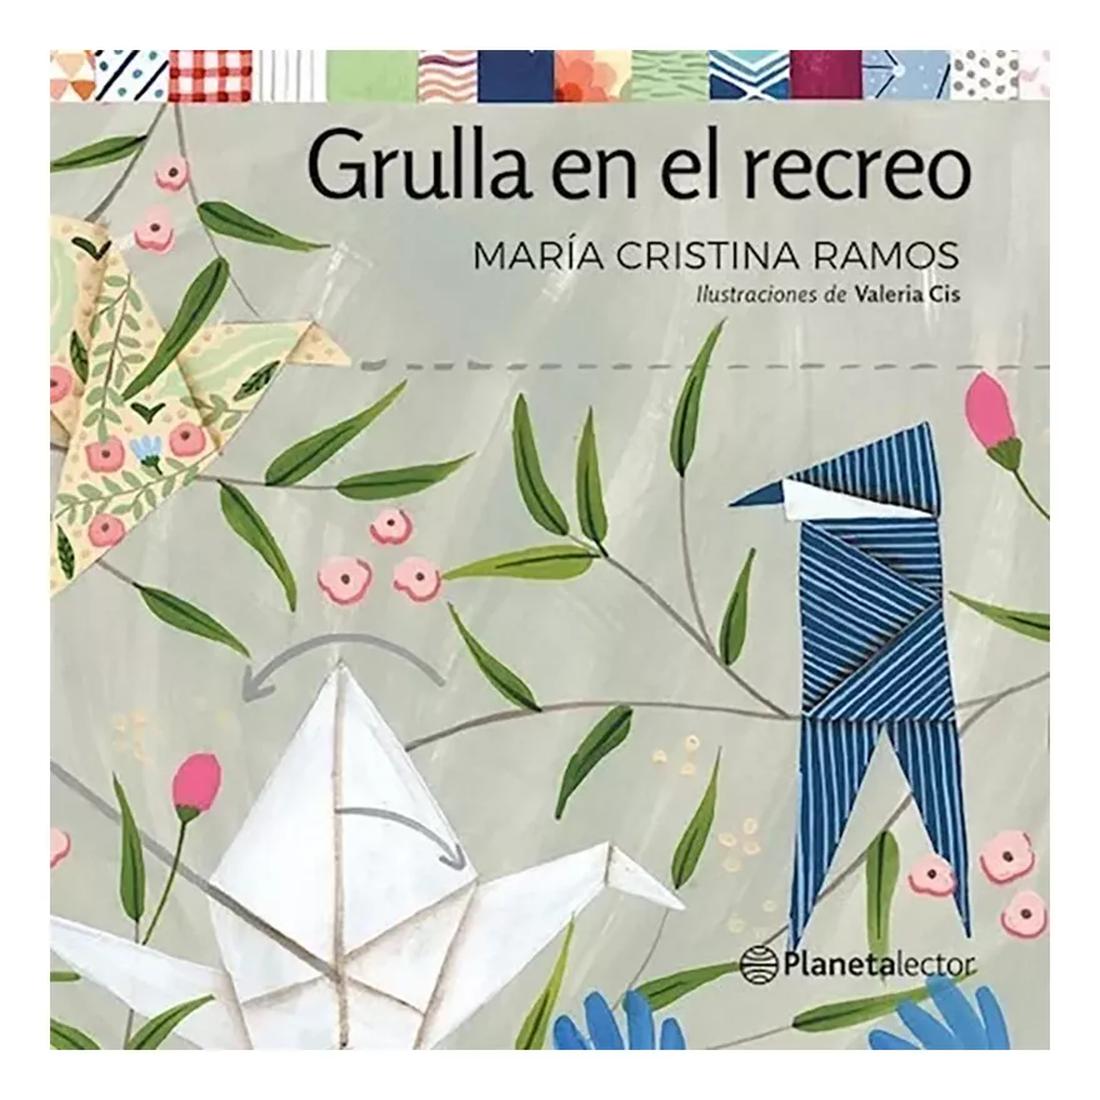 Grulla en el recreo
MARÍA CRISTINA RAMOS
Ilustraciones de Valeria Cis
Planetalector